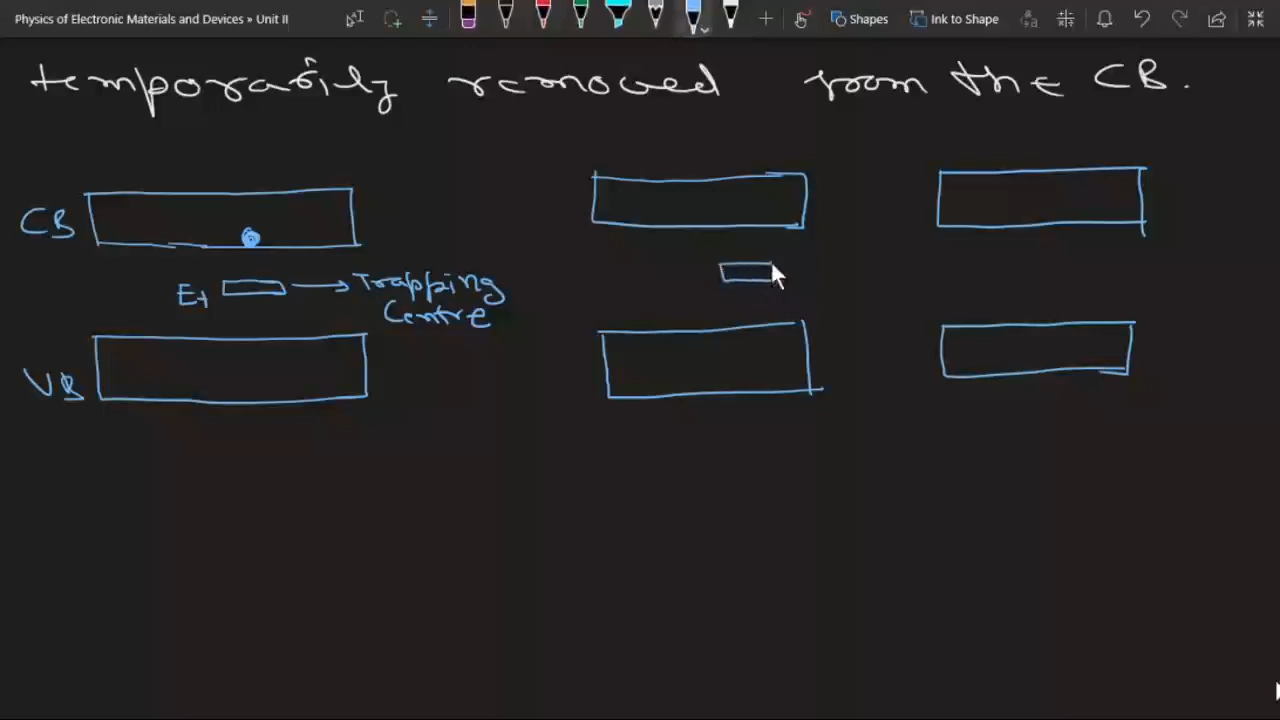 Physics of Electronic Materials and Devices » Unit II
Shapes
Ink to Shape
temporarily removed from the CB.
CB
Et → Trapping
Centre
VB